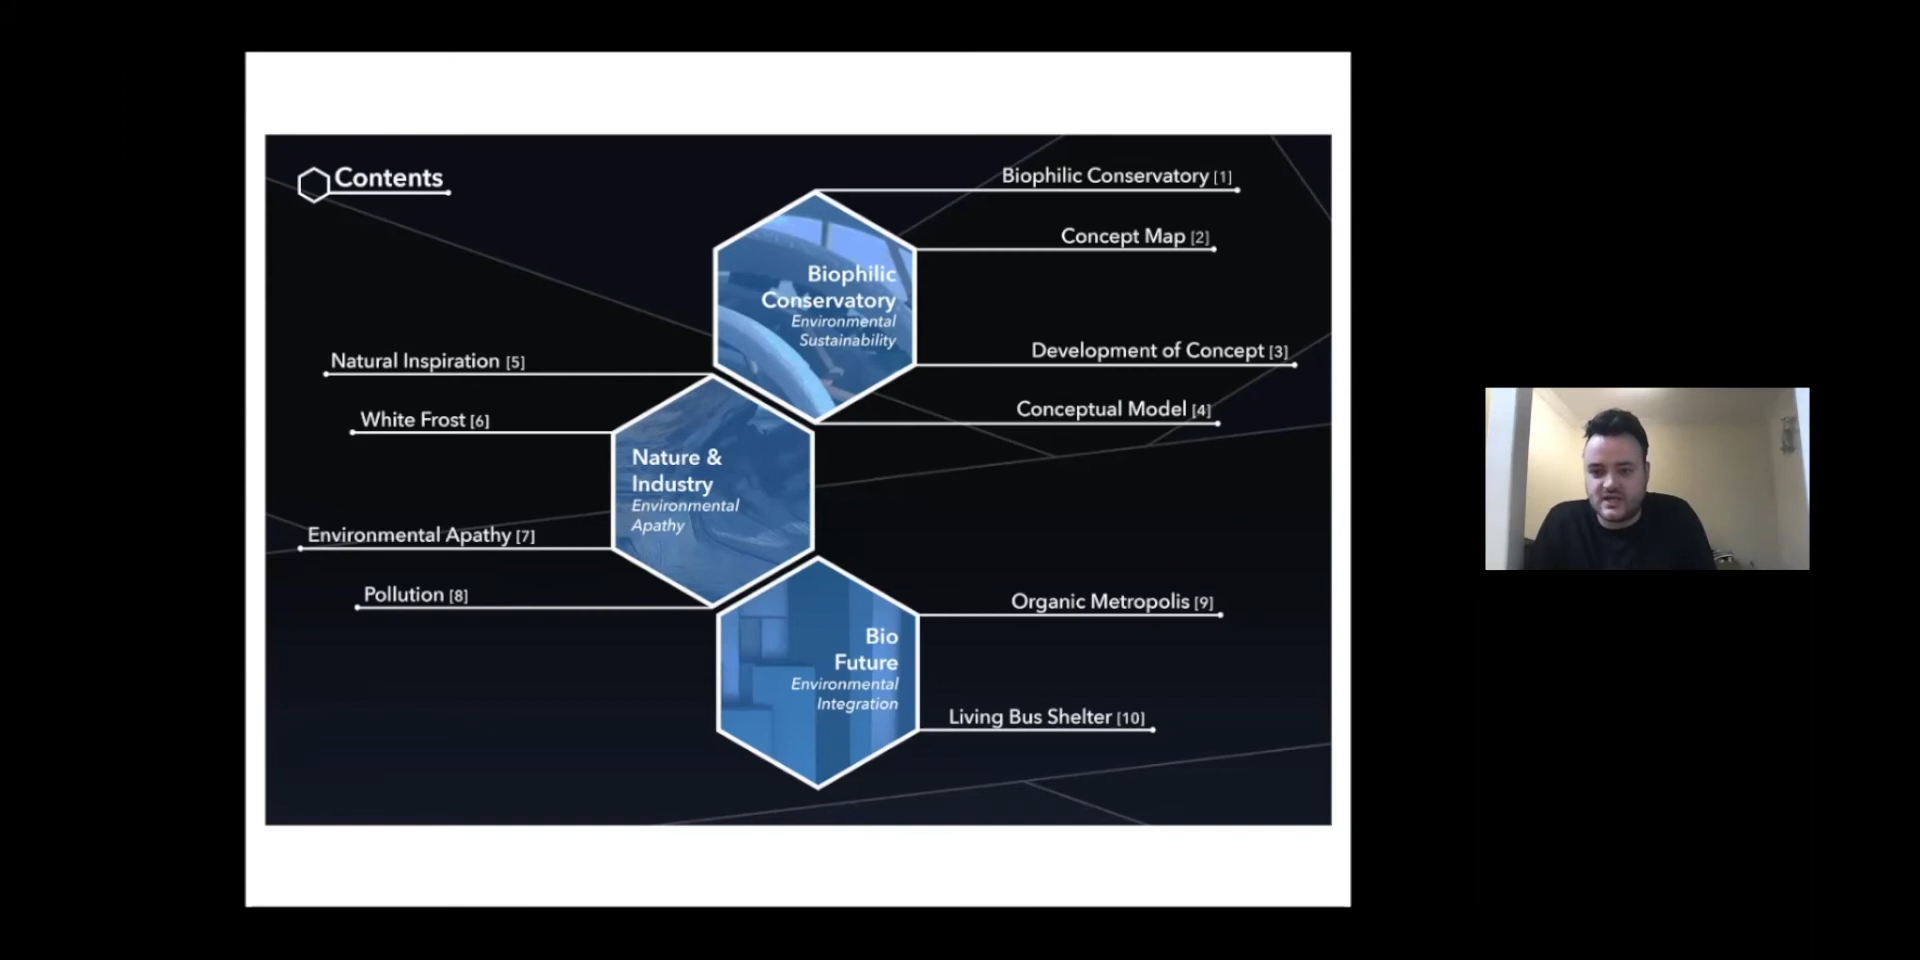 Contents
Biophilic Conservatory [1]
Concept Map [2]
Biophilic
Conservatory
Environmental
Sustainability
Development of Concept [3]
Conceptual Model [4]
Natural Inspiration [5]
White Frost [6]
Nature &
Industry
Environmental
Apathy
Environmental Apathy [7]
Pollution [8]
Bio
Future
Environmental
Integration
Organic Metropolis [9]
Living Bus Shelter [10]